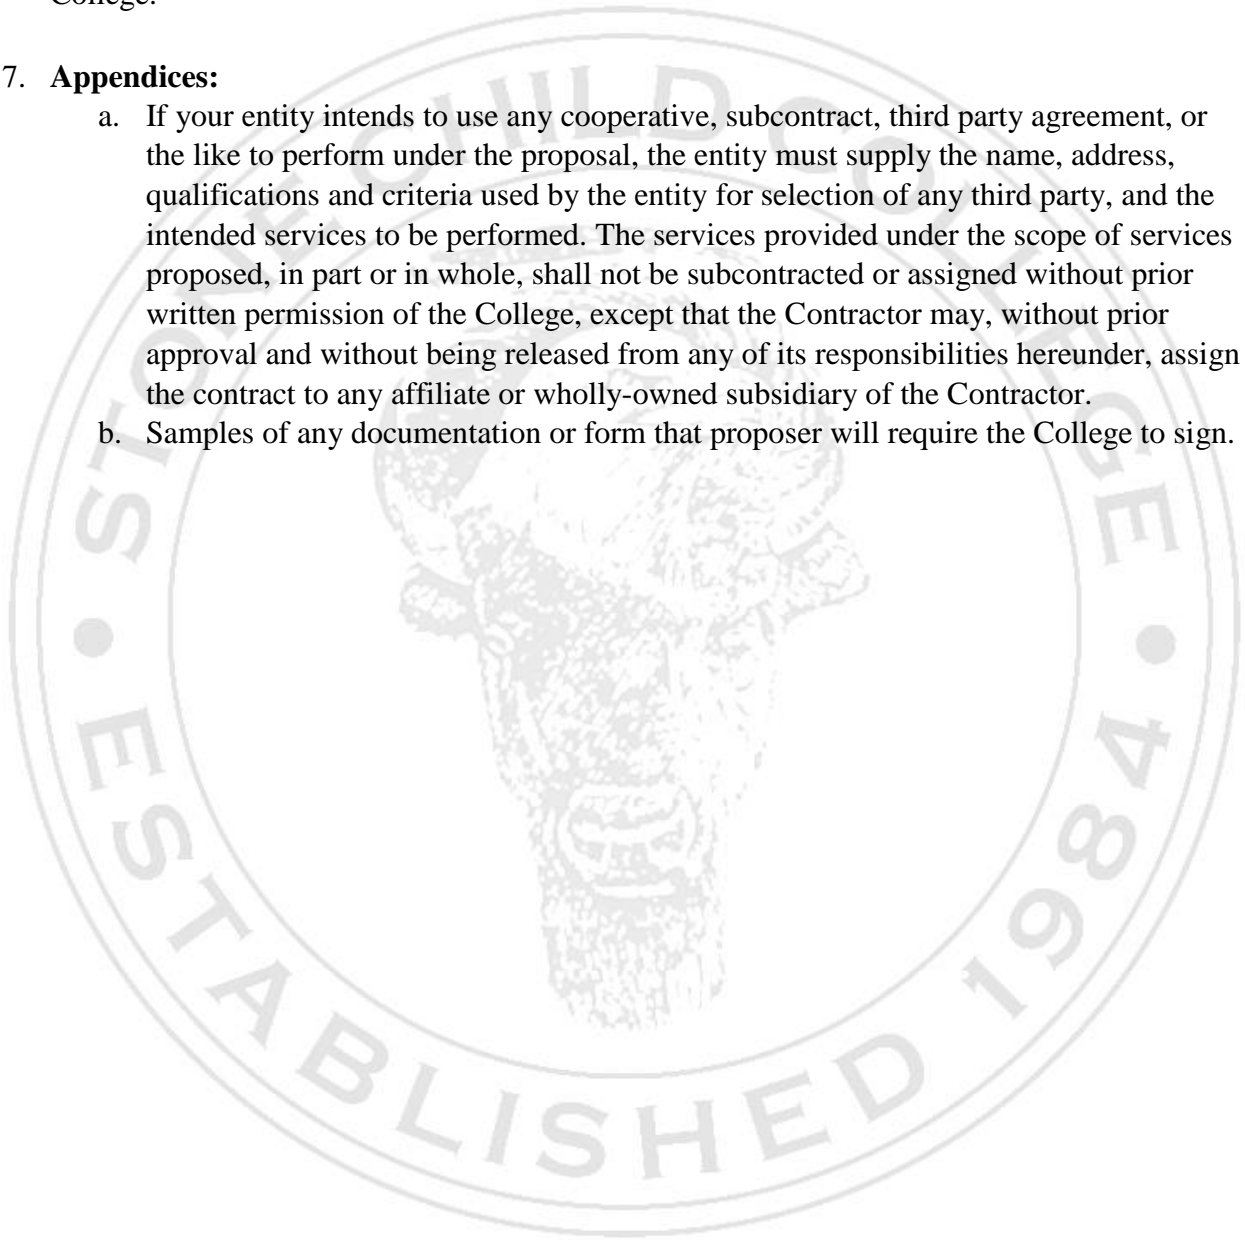 College.
7. Appendices:
a. If your entity intends to use any cooperative, subcontract, third party agreement, or
the like to perform under the proposal, the entity must supply the name, address,
qualifications and criteria used by the entity for selection of any third party, and the
intended services to be performed. The services provided under the scope of services
proposed, in part or in whole, shall not be subcontracted or assigned without prior
written permission of the College, except that the Contractor may, without prior
approval and without being released from any of its responsibilities hereunder, assign
the contract to any affiliate or wholly-owned subsidiary of the Contractor.
b. Samples of any documentation or form that proposer will require the College to sign.
STONE CHILD COLLEGE
• ESTABLISHED 1984 •